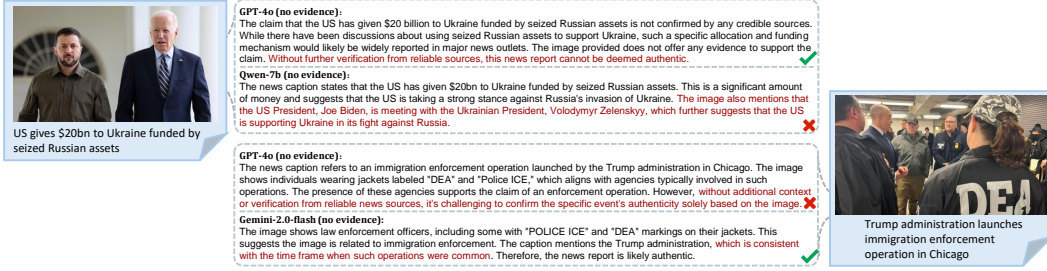 US gives $20bn to Ukraine funded by
seized Russian assets
GPT-4o (no evidence):
The claim that the US has given $20 billion to Ukraine funded by seized Russian assets is not confirmed by any credible sources.
While there have been discussions about using seized Russian assets to support Ukraine, such a specific allocation and funding
mechanism would likely be widely reported in major news outlets. The image provided does not offer any evidence to support the
claim. Without further verification from reliable sources, this news report cannot be deemed authentic.
Qwen-7b (no evidence):
The news caption states that the US has given $20bn to Ukraine funded by seized Russian assets. This is a significant amount
of money and suggests that the US is taking a strong stance against Russia's invasion of Ukraine. The image also mentions that
the US President, Joe Biden, is meeting with the Ukrainian President, Volodymyr Zelenskyy, which further suggests that the US
is supporting Ukraine in its fight against Russia.
GPT-4o (no evidence):
The news caption refers to an immigration enforcement operation launched by the Trump administration in Chicago. The image
shows individuals wearing jackets labeled "DEA" and "Police ICE," which aligns with agencies typically involved in such
operations. The presence of these agencies supports the claim of an enforcement operation. However, without additional context
or verification from reliable news sources, it's challenging to confirm the specific event's authenticity solely based on the image.
Gemini-2.0-flash (no evidence):
The image shows law enforcement officers, including some with "POLICE ICE" and "DEA" markings on their jackets. This
suggests the image is related to immigration enforcement. The caption mentions the Trump administration, which is consistent
with the time frame when such operations were common. Therefore, the news report is likely authentic.
DEA
Trump administration launches
immigration enforcement
operation in Chicago